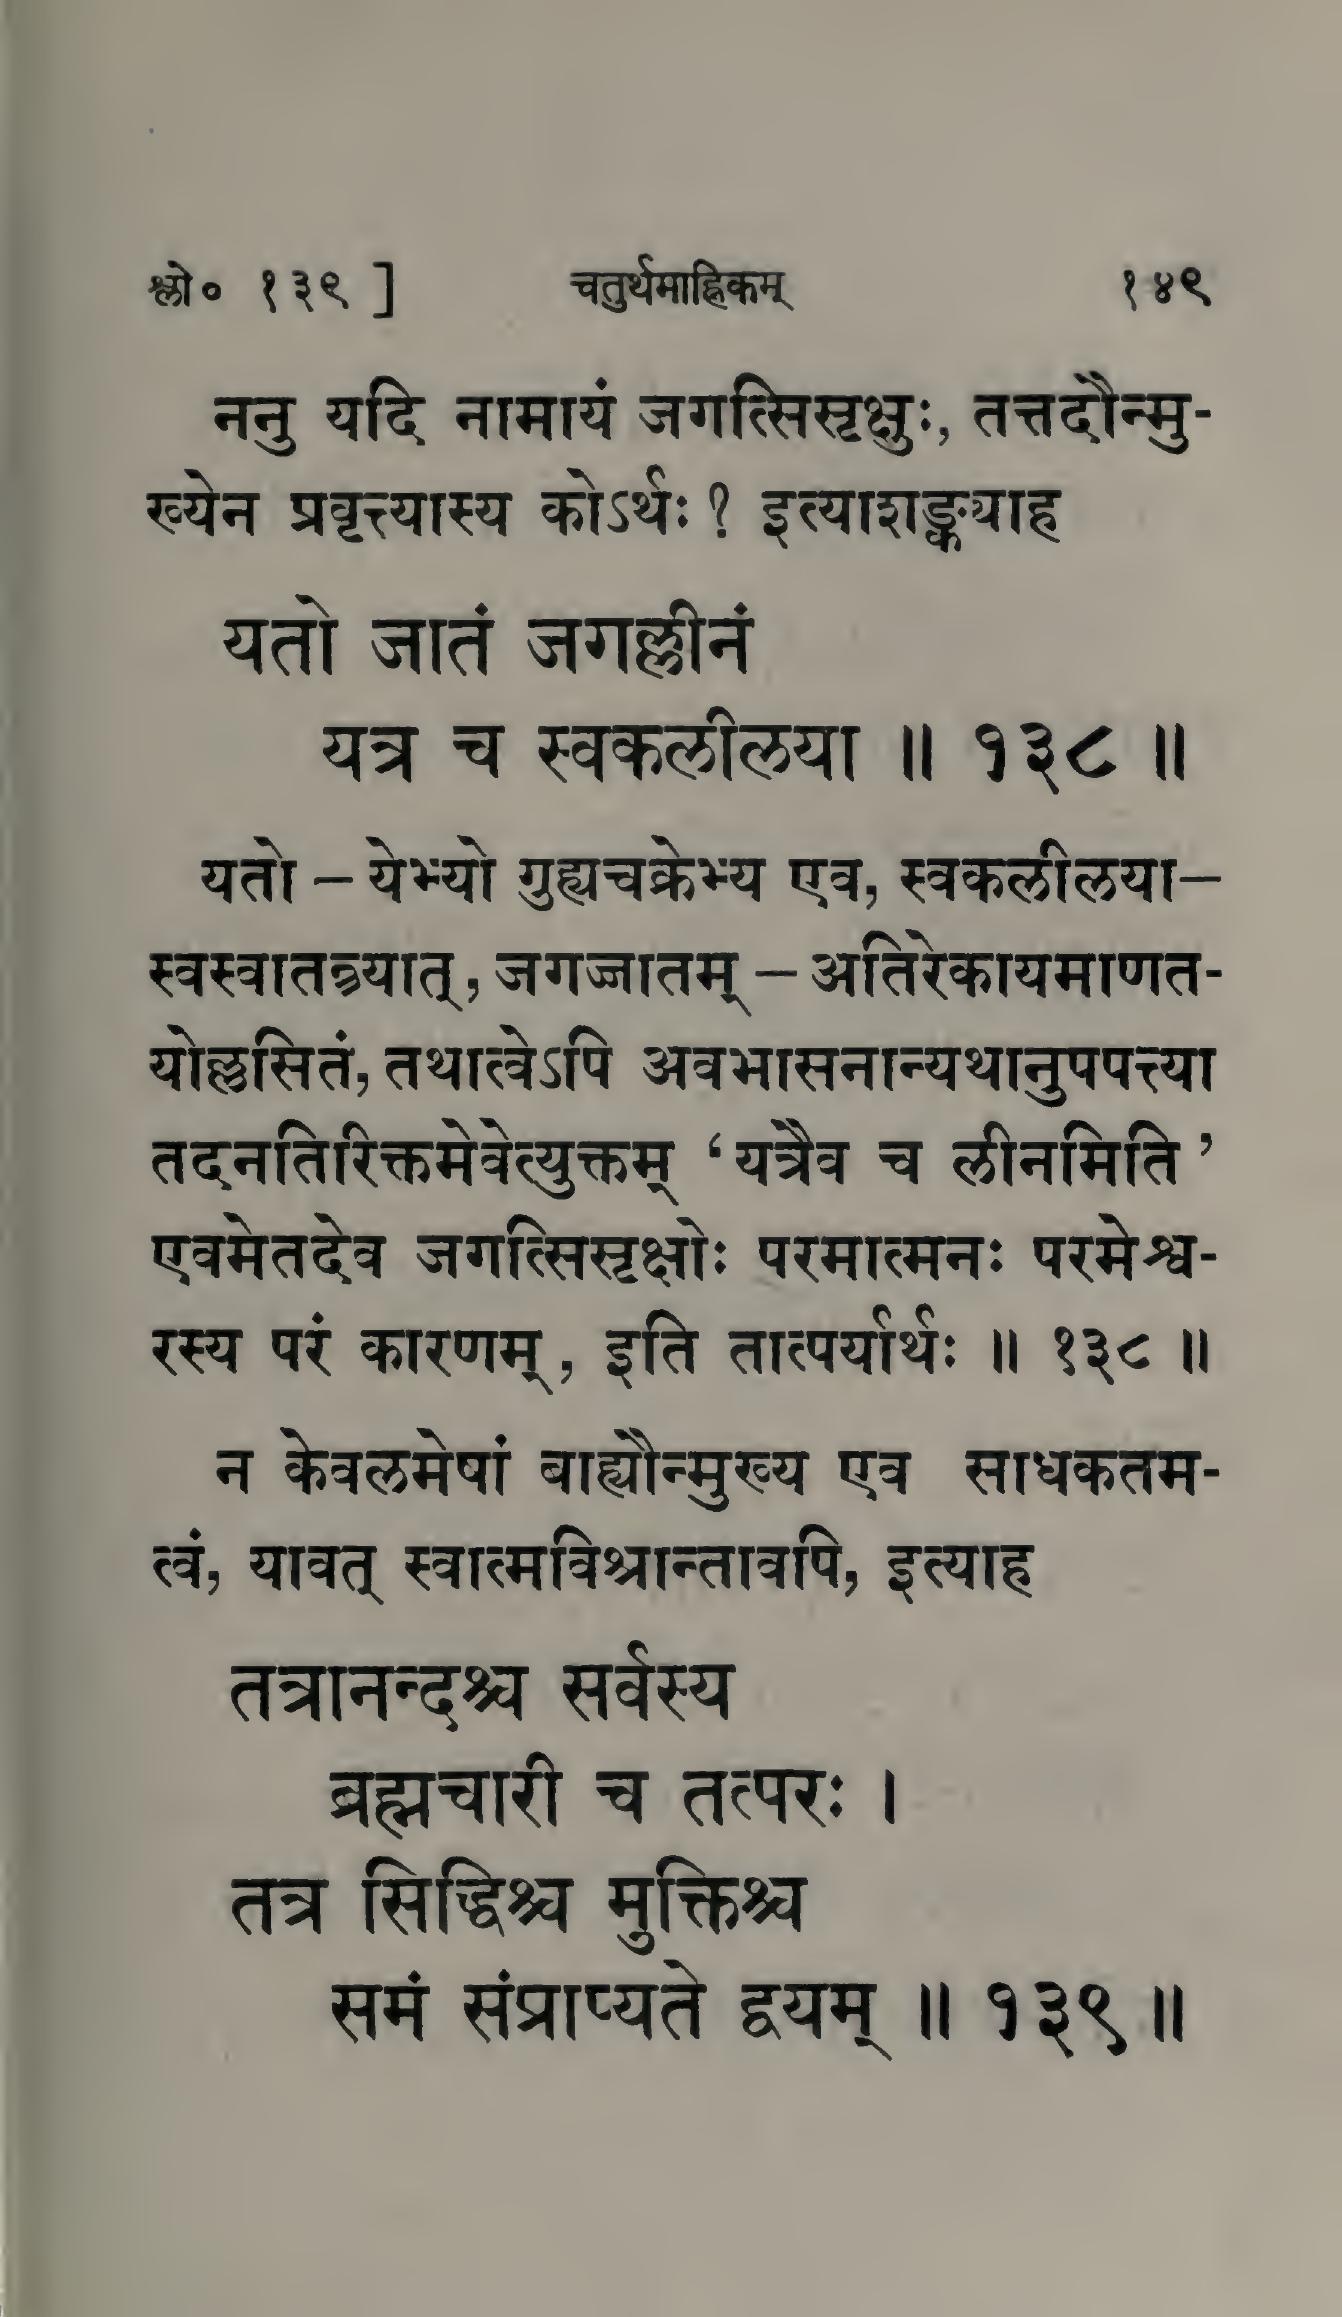 श्लो० १३९ ] चतुर्थमाह्निकम् १४९
ननु यदि नामायं जगत्सिसृक्षुः, तत्तदौन्मु-
ख्येन प्रवृत्त्यास्य कोऽर्थः ? इत्याशङ्क्याह
यतो जातं जगल्लीनं
यत्र च स्वकलीलया ॥ १३८ ॥
यतो – येभ्यो गुह्यचक्रेभ्य एव, स्वकलीलया–
स्वस्वातन्त्र्यात्, जगज्जातम् – अतिरेकायमाणत-
योल्लसितं, तथात्वेऽपि अवभासनान्यथानुपपत्त्या
तदनतिरिक्तमेवेत्युक्तम् ‘यत्रैव च लीनमिति’
एवमेतदेव जगत्सिसृक्षोः परमात्मनः परमेश्व-
रस्य परं कारणम्, इति तात्पर्यार्थः ॥ १३८ ॥
न केवलमेषां बाह्यौन्मुख्य एव साधकतम-
त्वं, यावत् स्वात्मविश्रान्तावपि, इत्याह
तत्रानन्दश्च सर्वस्य
ब्रह्मचारी च तत्परः ।
तत्र सिद्धिश्च मुक्तिश्च
समं संप्राप्यते द्वयम् ॥ १३९ ॥